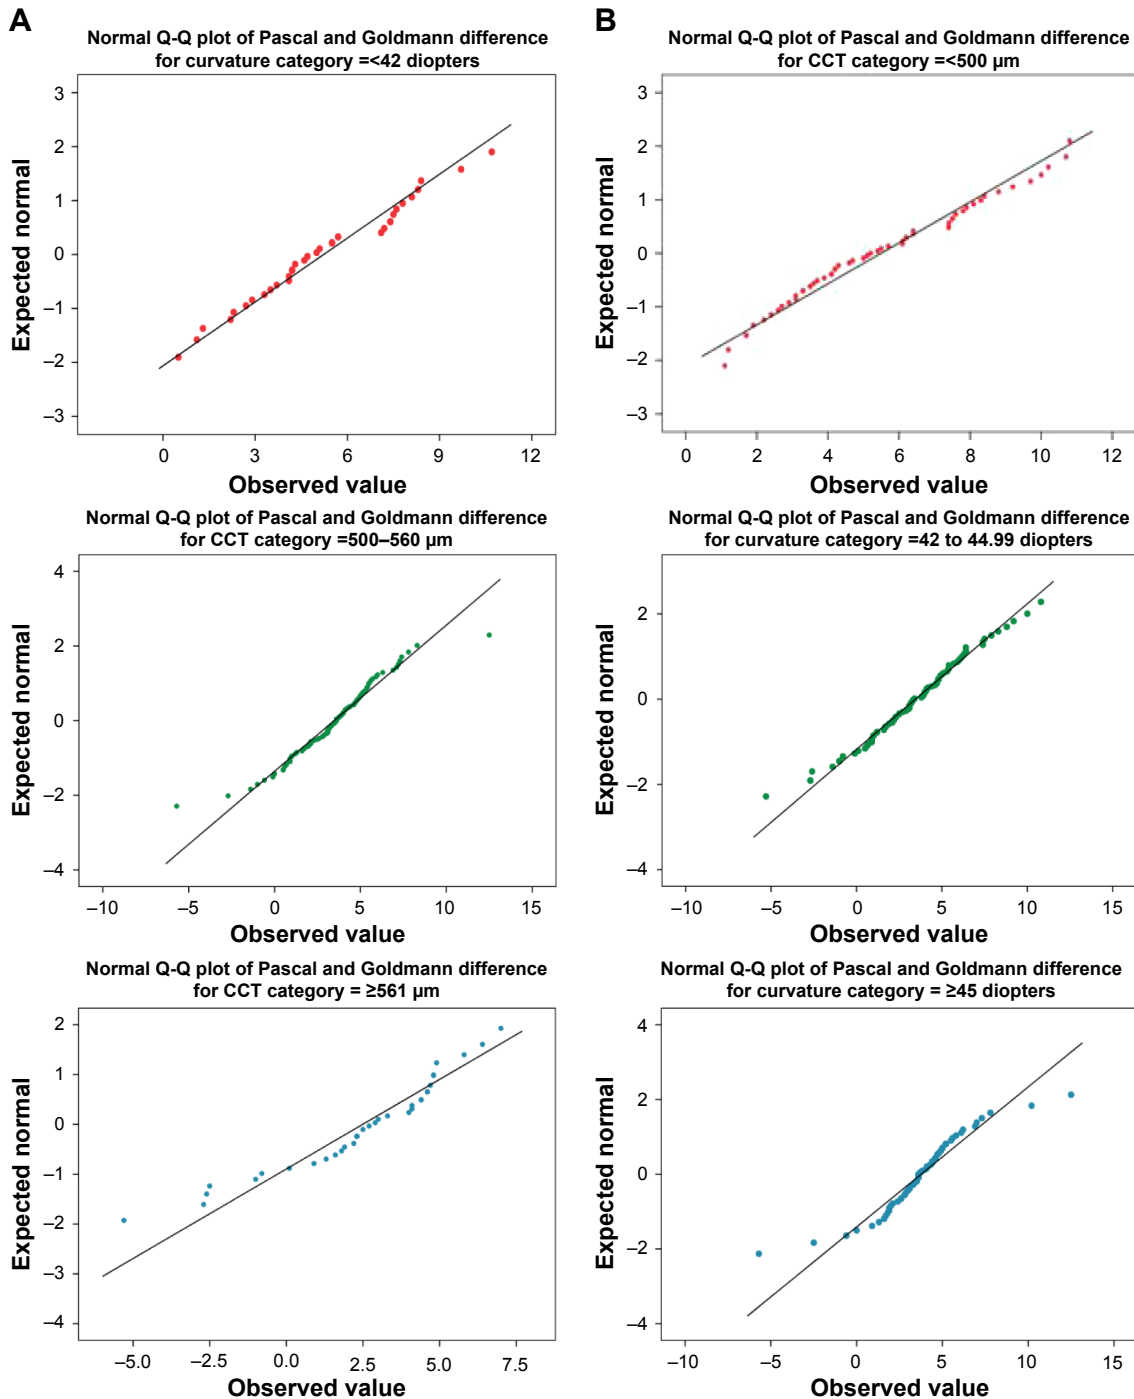 A
Normal Q-Q plot of Pascal and Goldmann difference
for curvature category =<42 diopters
Expected normal
3
2
1
0
–1
–2
–3
0 3 6 9 12
Observed value
B
Normal Q-Q plot of Pascal and Goldmann difference
for CCT category =<500 µm
Expected normal
3
2
1
0
–1
–2
–3
0 2 4 6 8 10 12
Observed value
Normal Q-Q plot of Pascal and Goldmann difference
for CCT category =500–560 µm
Expected normal
4
2
0
–2
–4
–10 –5 0 5 10 15
Observed value
Normal Q-Q plot of Pascal and Goldmann difference
for curvature category =42 to 44.99 diopters
Expected normal
2
0
–2
–4
–10 –5 0 5 10 15
Observed value
Normal Q-Q plot of Pascal and Goldmann difference
for CCT category = ≥561 µm
Expected normal
2
1
0
–1
–2
–3
–4
–5.0 –2.5 0.0 2.5 5.0 7.5
Observed value
Normal Q-Q plot of Pascal and Goldmann difference
for curvature category = ≥45 diopters
Expected normal
4
2
0
–2
–4
–10 –5 0 5 10 15
Observed value